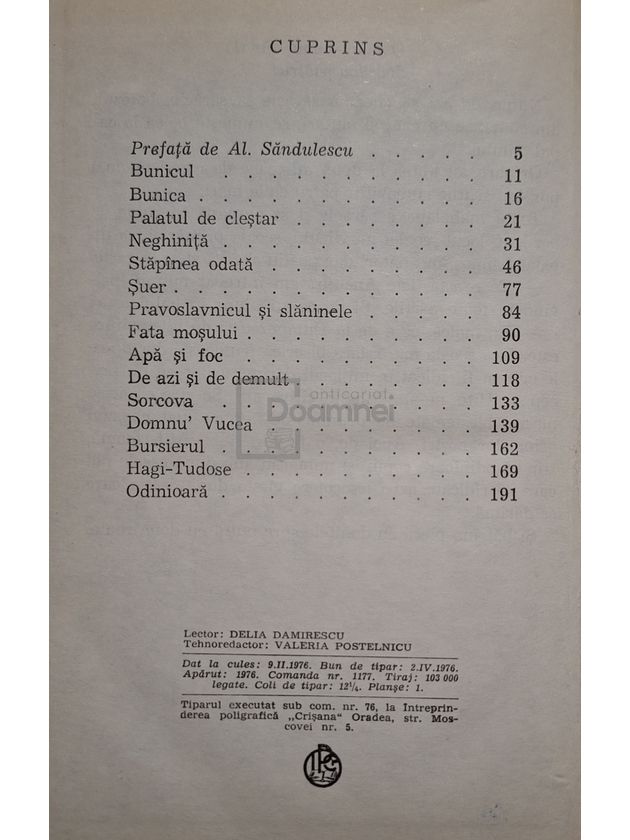 CUPRINS
Prefață de Al. Săndulescu . . . . . 5
Bunicul . . . . . . . . . . . 11
Bunica . . . . . . . . . . . . 16
Palatul de cleștar . . . . . . . . 21
Neghiniță . . . . . . . . . . . 31
Stăpînea odată . . . . . . . . . 46
Șuer . . . . . . . . . . . . . 77
Pravoslavnicul și slăninele . . . . . 84
Fata moșului . . . . . . . . . . 90
Apă și foc . . . . . . . . . . 109
De azi și de demult . . . . . . . . 118
Sorcova . . . . . . . . . . . 133
Domnu' Vucea . . . . . . . . . 139
Bursierul . . . . . . . . . . . 162
Hagi-Tudose . . . . . . . . . . 169
Odinioară . . . . . . . . . . . 191
anticariat
Doamnei
Lector: DELIA DAMIRESCU
Tehnoredactor: VALERIA POSTELNICU
Dat la cules: 9.II.1976. Bun de tipar: 2.IV.1976.
Apărut: 1976. Comanda nr. 1177. Tiraj: 103 000
legate. Coli de tipar: 12¼. Planșe: 1.
Tiparul executat sub com. nr. 76, la Intreprin-
derea poligrafică „Crișana" Oradea, str. Mos-
covei nr. 5.